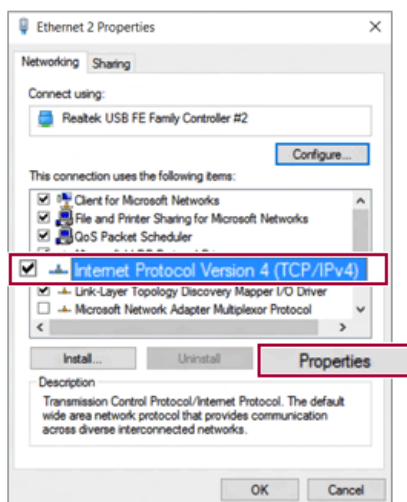 Ethernet 2 Properties
Networking Sharing
Connect using:
Realtek USB FE Family Controller #2
Configure...
This connection uses the following items:
Client for Microsoft Networks
File and Printer Sharing for Microsoft Networks
QoS Packet Scheduler
Internet Protocol Version 4 (TCP/IPv4)
Link-Layer Topology Discovery Mapper I/O Driver
Microsoft Network Adapter Multiplexor Protocol
Install... Uninstall Properties
Description
Transmission Control Protocol/Internet Protocol. The default
wide area network protocol that provides communication
across diverse interconnected networks.
OK Cancel